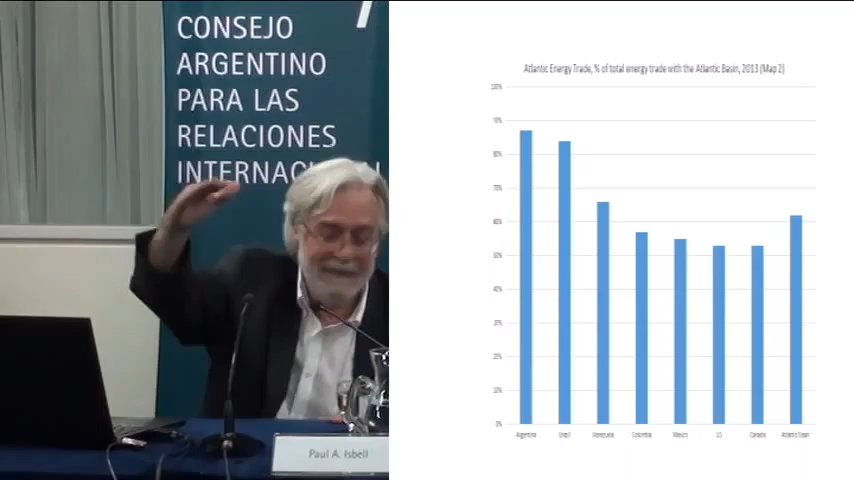 CONSEJO
ARGENTINO
PARA LAS
RELACIONES
INTERNACION
Paul A. Isbell
Atlantic Energy Trade, % of total energy trade with the Atlantic Basin, 2013 (Map 2)
100%
90%
80%
70%
60%
50%
40%
30%
20%
10%
0%
Argentina
Brazil
Venezuela
Colombia
Mexico
US
Canada
Atlantic Basin